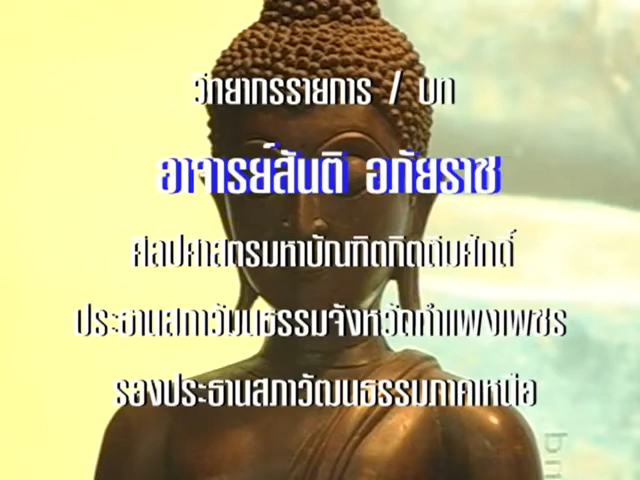 วิทยากรรายการ / บท
อาจารย์สันติ อภัยราช
ศิลปศาสตรมหาบัณฑิตกิตติมศักดิ์
ประธานสภาวัฒนธรรมจังหวัดกำแพงเพชร
รองประธานสภาวัฒนธรรมภาคเหนือ